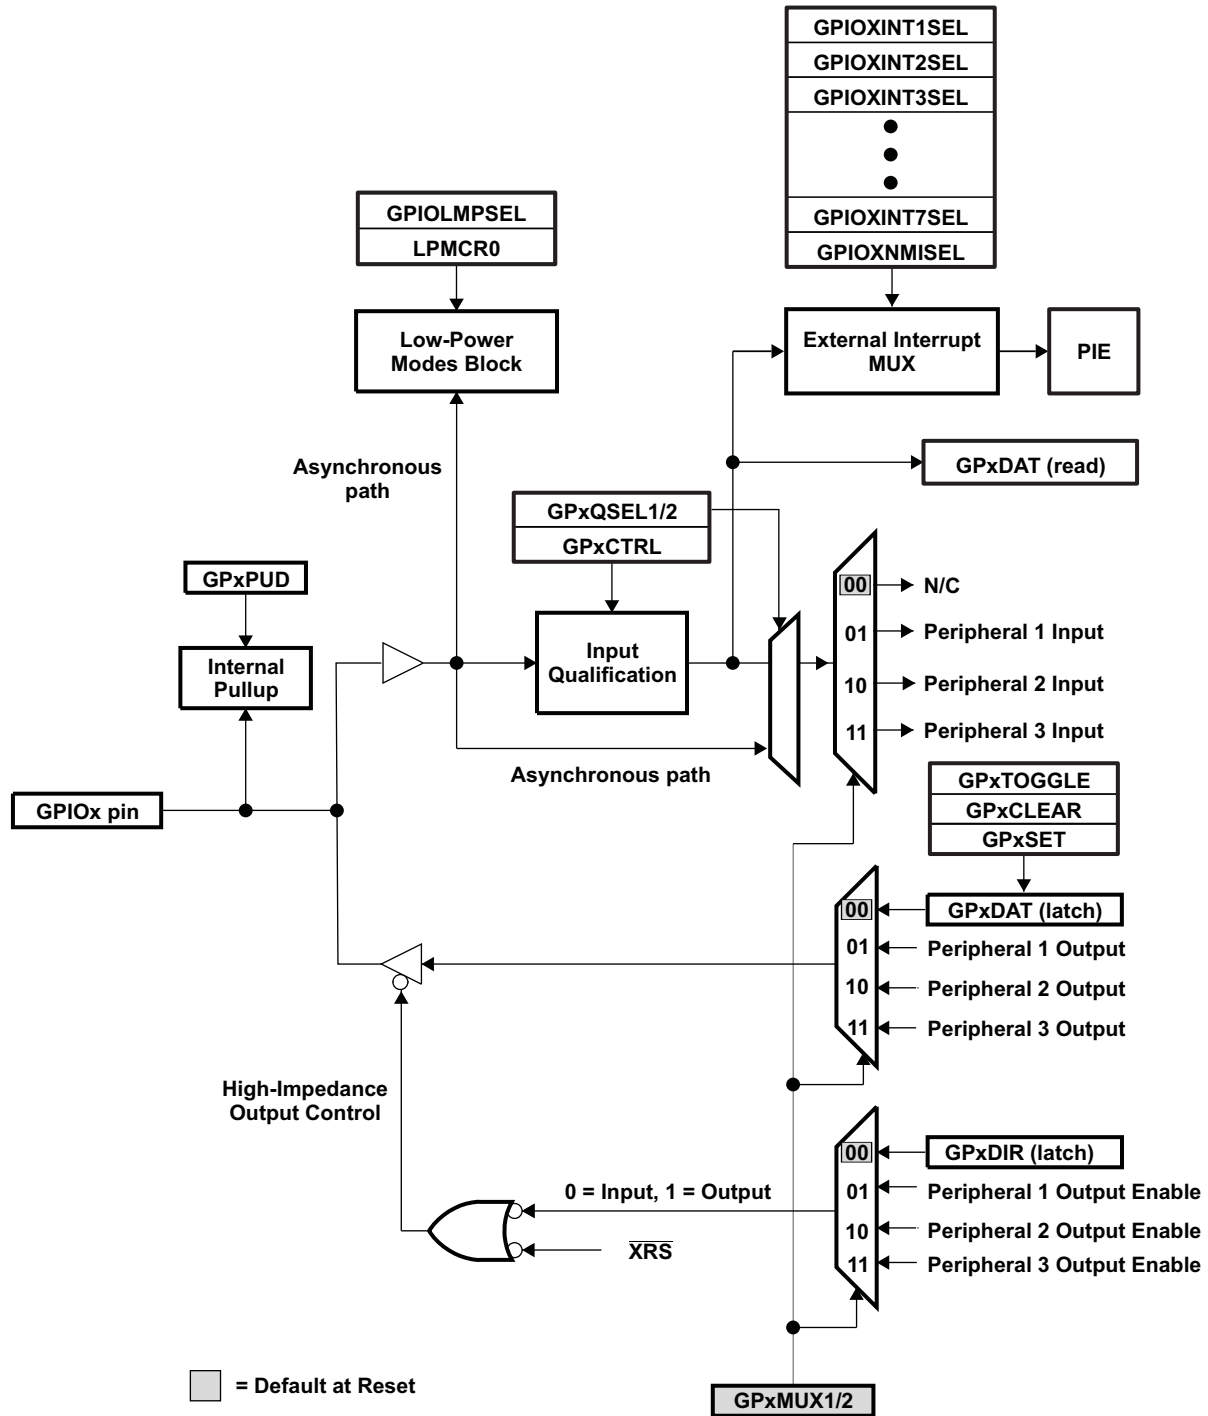 GPIOXINT1SEL
GPIOXINT2SEL
GPIOXINT3SEL
GPIOXINT7SEL
GPIOXNMISEL
GPIOLMPSEL
LPMCR0
Low-Power
Modes Block
External Interrupt
MUX
PIE
Asynchronous
path
GPxDAT (read)
GPxQSEL1/2
GPxCTRL
GPxPUD
Internal
Pullup
Input
Qualification
00
N/C
01
Peripheral 1 Input
10
Peripheral 2 Input
11
Peripheral 3 Input
Asynchronous path
GPIOx pin
GPxTOGGLE
GPxCLEAR
GPxSET
00
GPxDAT (latch)
01
Peripheral 1 Output
10
Peripheral 2 Output
11
Peripheral 3 Output
High-Impedance
Output Control
00
GPxDIR (latch)
0 = Input, 1 = Output
01
Peripheral 1 Output Enable
10
Peripheral 2 Output Enable
XRS
11
Peripheral 3 Output Enable
= Default at Reset
GPxMUX1/2